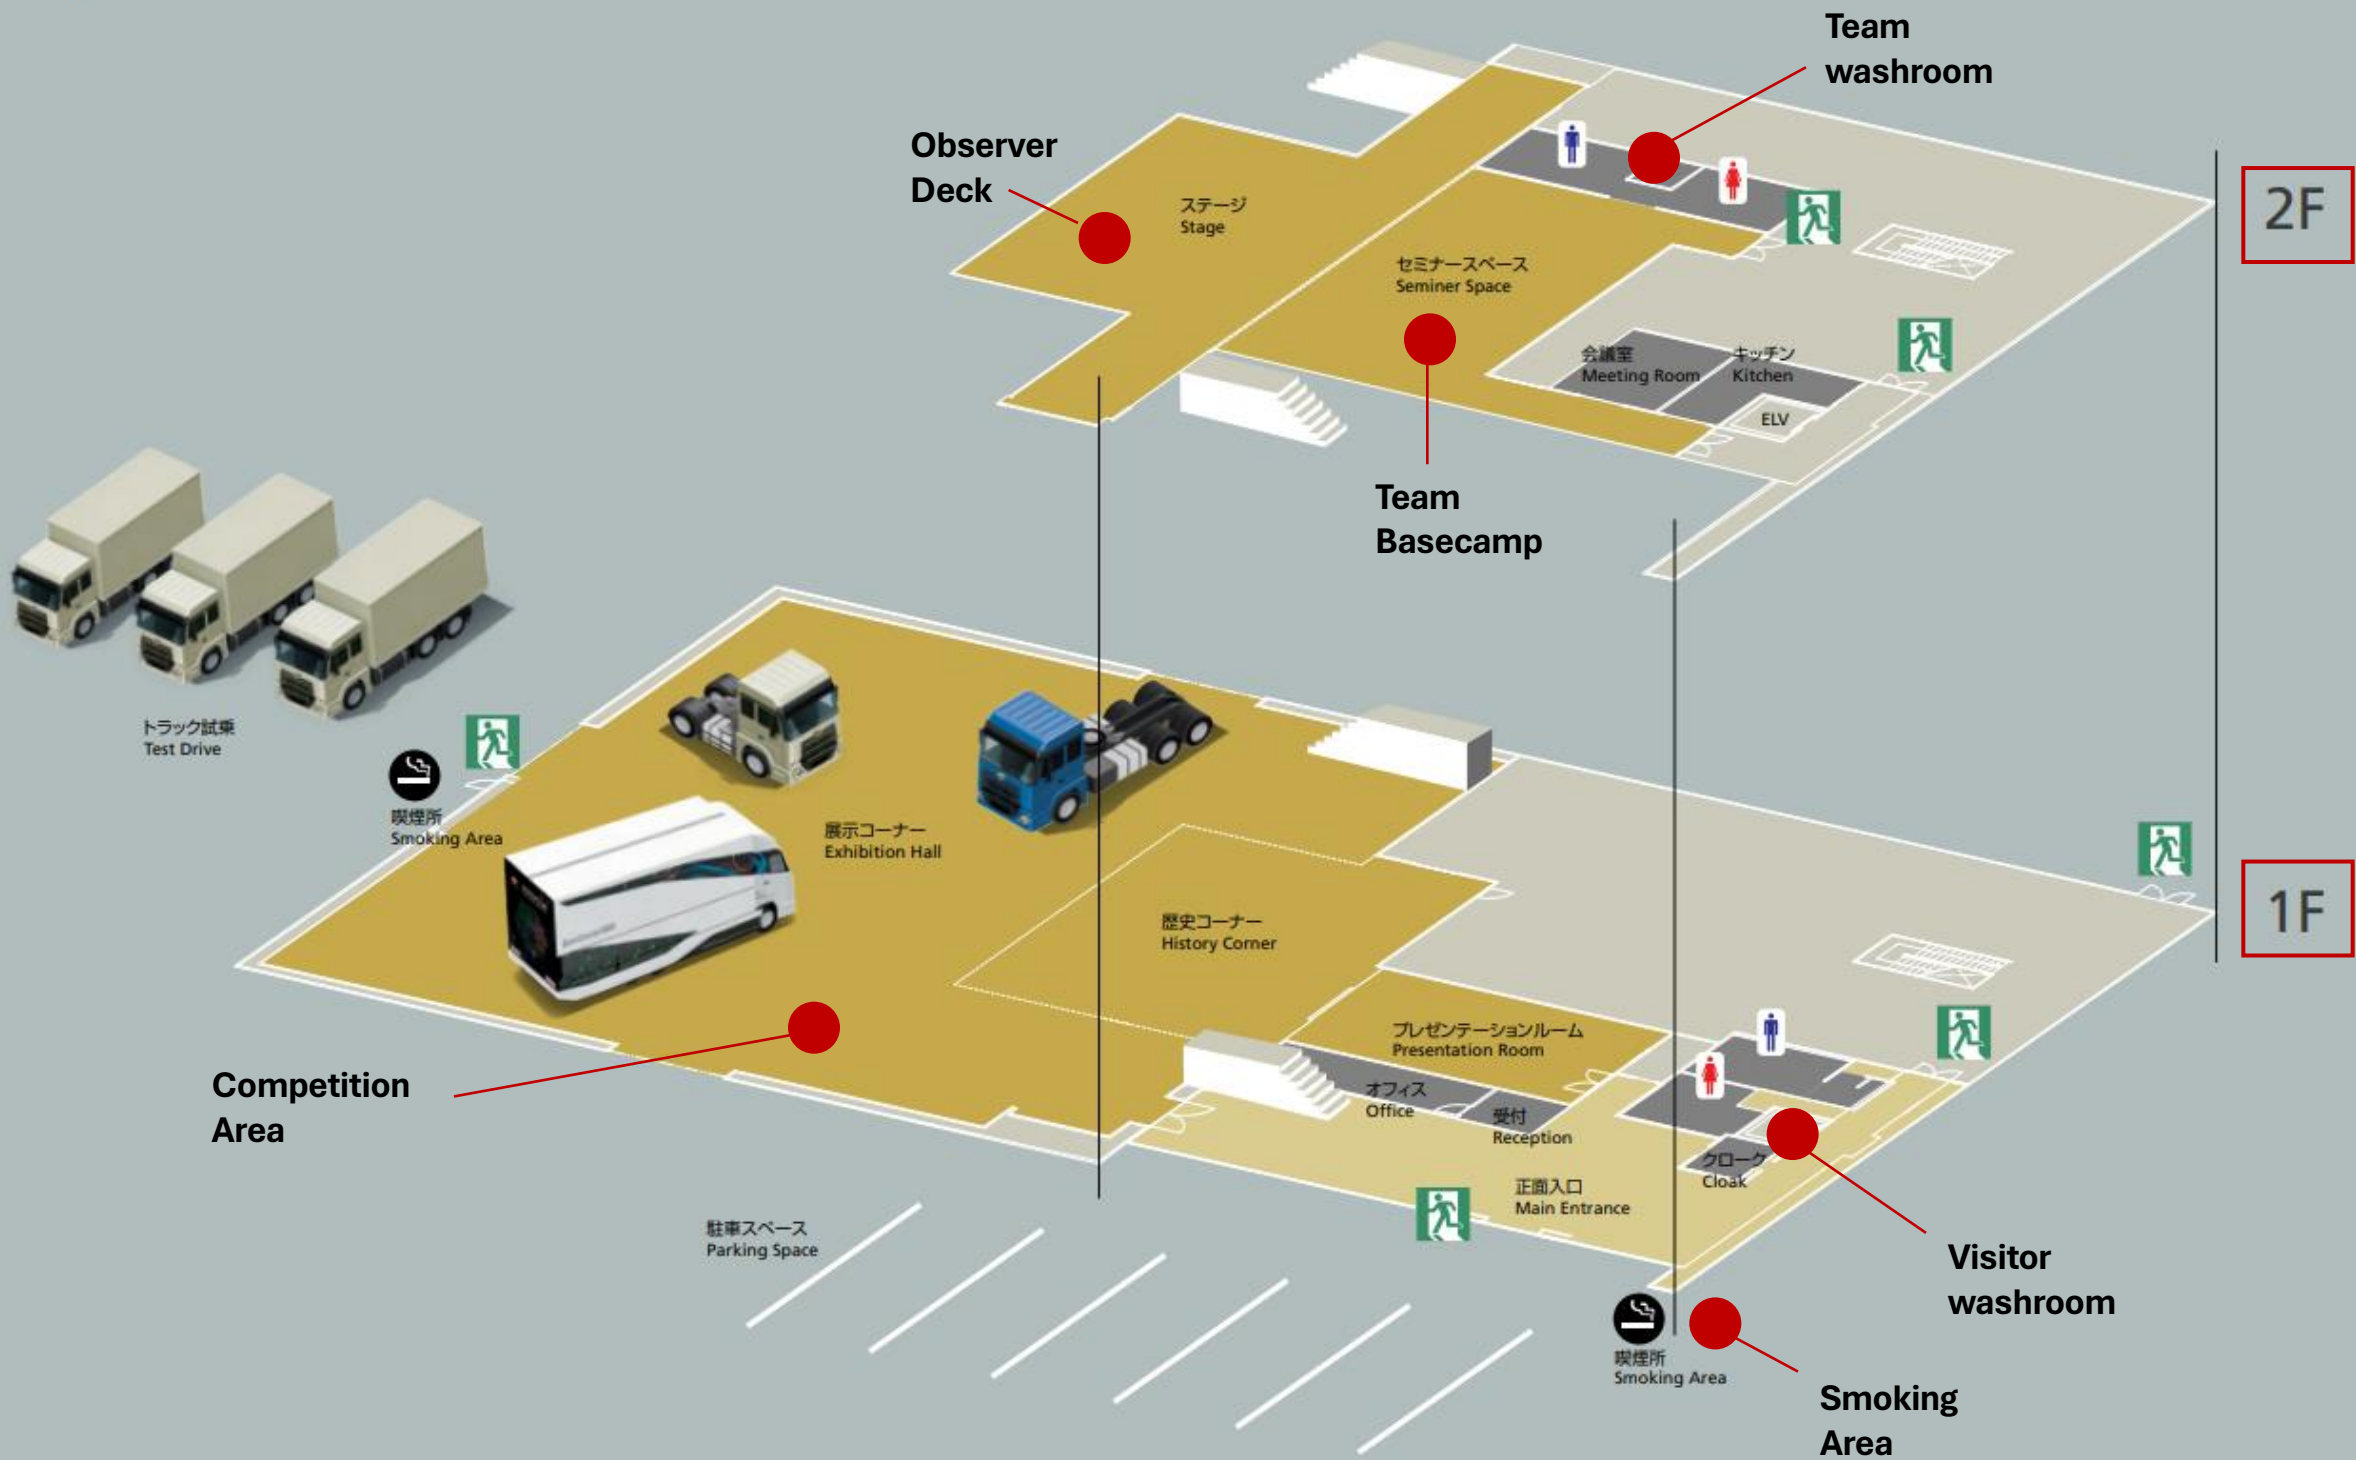 Team
washroom
Observer
Deck
ステージ
Stage
2F
セミナースペース
Seminer Space
会議室
Meeting Room
キッチン
Kitchen
ELV
Team
Basecamp
トラック試乗
Test Drive
喫煙所
Smoking Area
展示コーナー
Exhibition Hall
歴史コーナー
History Corner
1F
プレゼンテーションルーム
Presentation Room
オフィス
Office
受付
Reception
クローク
Cloak
正面入口
Main Entrance
Competition
Area
駐車スペース
Parking Space
Visitor
washroom
喫煙所
Smoking Area
Smoking
Area